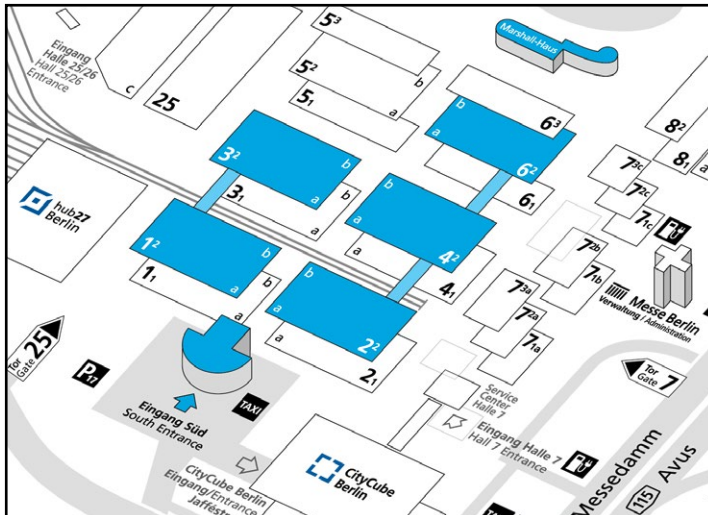 5³
Marshall-Haus
Eingang
Halle 25/26
Hall 25/26
Entrance
c
25
5²
b
5₁
a
b
6³
a
6²
8²
8₁
a
7³ᶜ
7²ᶜ
7₁ᶜ
3²
b
a
3₁
b
a
6₁
b
4²
a
a
4₁
hub27
Berlin
1²
b
a
1₁
b
a
b
2²
a
a
2₁
7²ᵇ
7₁ᵇ
7³ᵃ
7²ᵃ
7₁ᵃ
Messe Berlin
Verwaltung / Administration
Tor
Gate 25
P17
TAXI
Eingang Süd
South Entrance
Service
Center
Halle 7
Tor
Gate 7
Eingang Halle 7
Hall 7 Entrance
CityCube
Berlin
CityCube Berlin
Eingang/Entrance
Messedamm
115
Avus